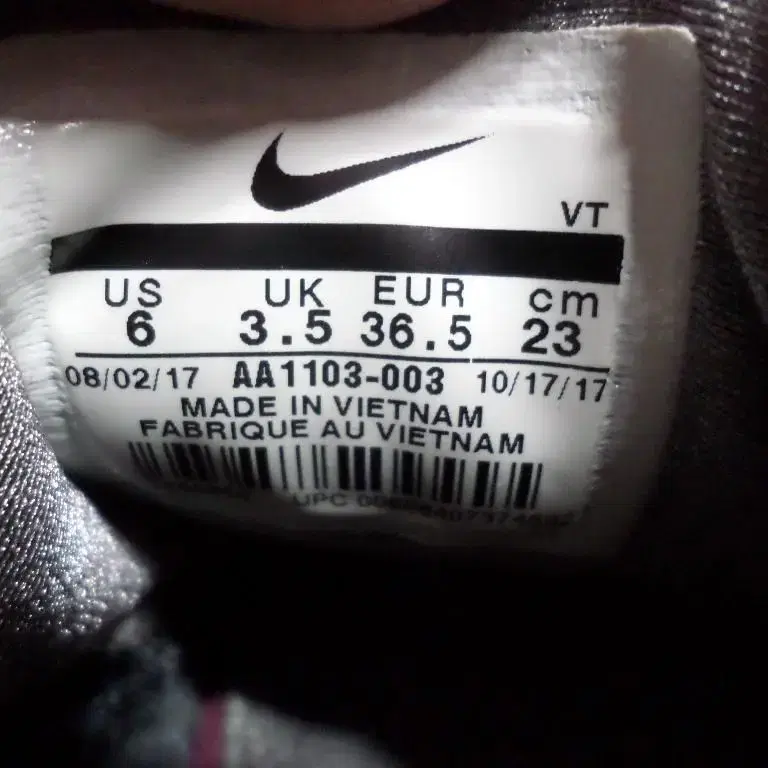 VT
US UK EUR cm
6 3.5 36.5 23
08/02/17 AA1103-003 10/17/17
MADE IN VIETNAM
FABRIQUE AU VIETNAM
UPC